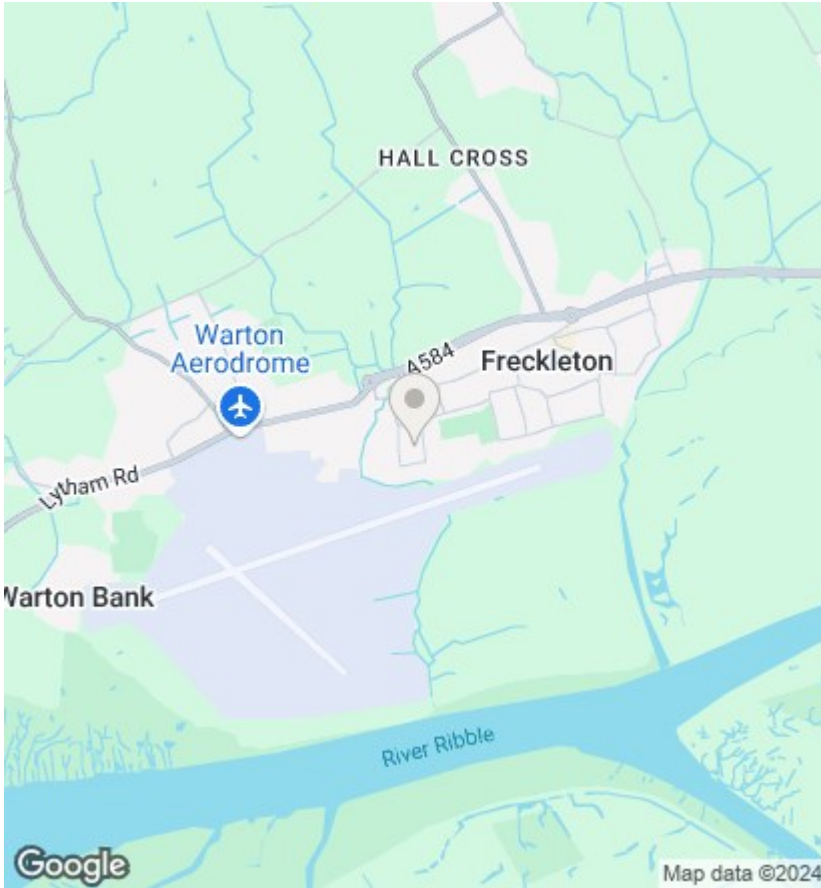 HALL CROSS
Warton
Aerodrome
A584
Freckleton
Lytham Rd
Warton Bank
River Ribble
Google
Map data ©2024